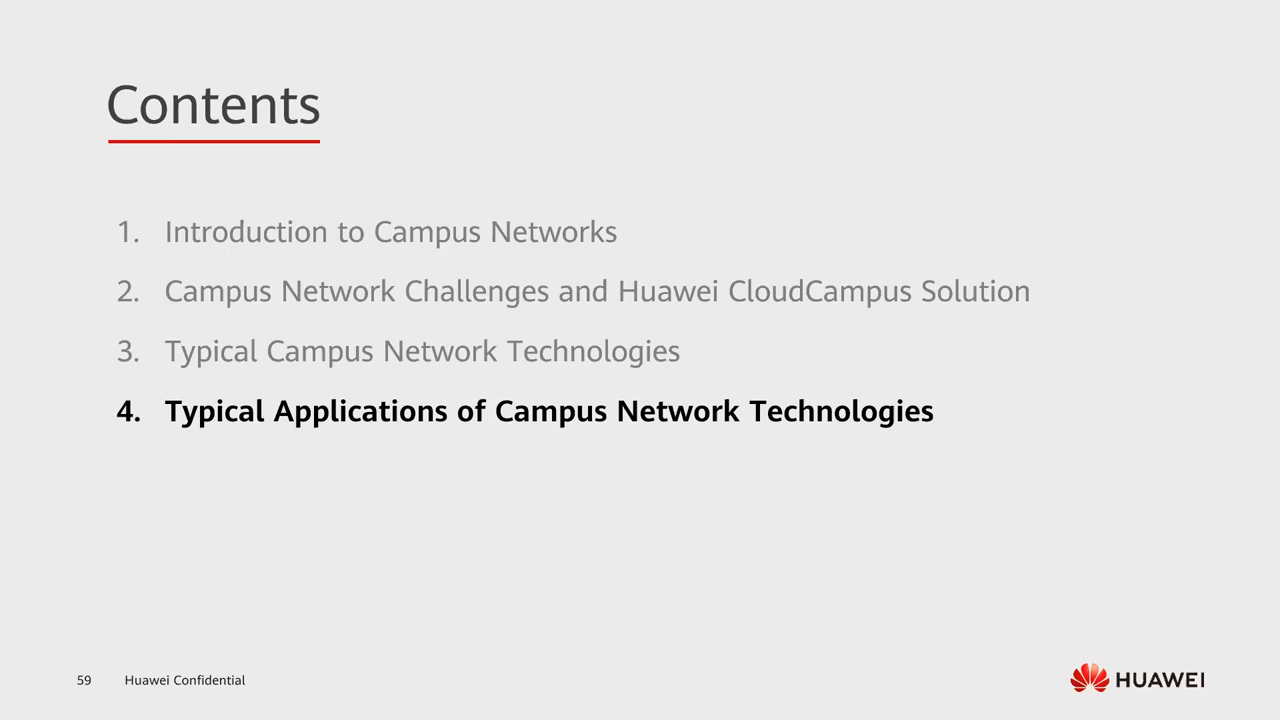 Contents
1. Introduction to Campus Networks
2. Campus Network Challenges and Huawei CloudCampus Solution
3. Typical Campus Network Technologies
4. Typical Applications of Campus Network Technologies
59 Huawei Confidential
HUAWEI